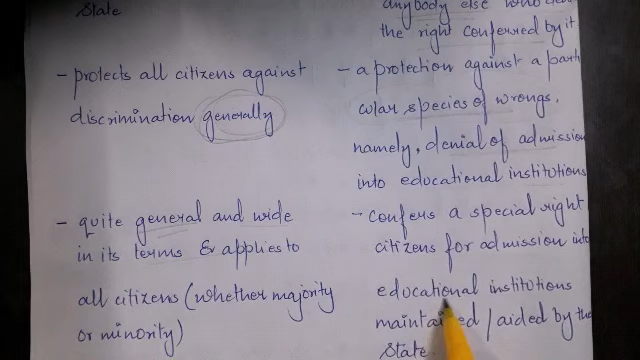 State
- protects all citizens against
discrimination generally
- quite general and wide
in its terms & applies to
all citizens (whether majority
or minority)
anybody else who
the right conferred by it
- a protection against a parti
cular species of wrongs,
namely, denial of admission
into educational institutions
- confers a special right
citizens for admission into
educational institutions
maintained / aided by the
State.